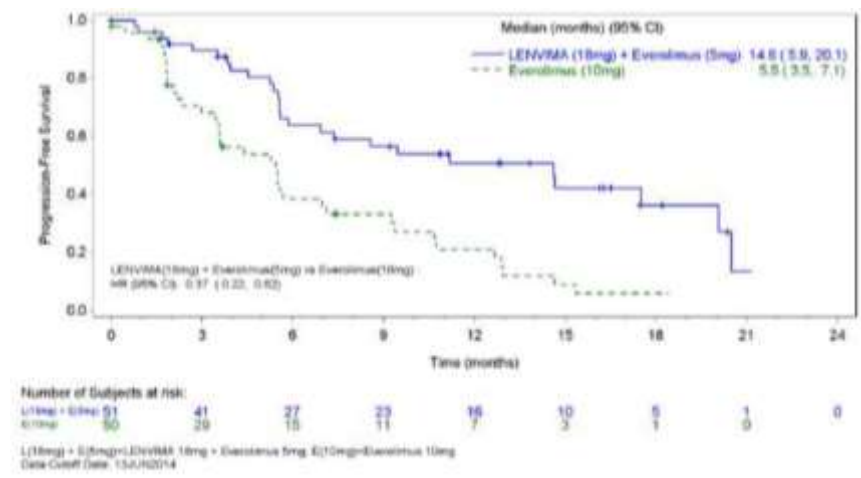 Median (months) (95% CI)
LENVIMA (18mg) + Everolimus (5mg) 14.6 ( 5.9, 20.1)
Everolimus (10mg) 5.5 ( 3.5, 7.1)
1.0
0.8
0.6
0.4
0.2
0.0
Progression-Free Survival
LENVIMA(18mg) + Everolimus(5mg) vs Everolimus(10mg)
HR (95% CI): 0.37 ( 0.22, 0.62)
0 3 6 9 12 15 18 21 24
Time (months)
Number of Subjects at risk:
L(18mg) + E(5mg) 51 41 27 23 16 10 5 1 0
E(10mg) 50 29 15 11 7 3 1 0
L(18mg) + E(5mg)=LENVIMA 18mg + Everolimus 5mg; E(10mg)=Everolimus 10mg
Data Cutoff Date: 13JUN2014